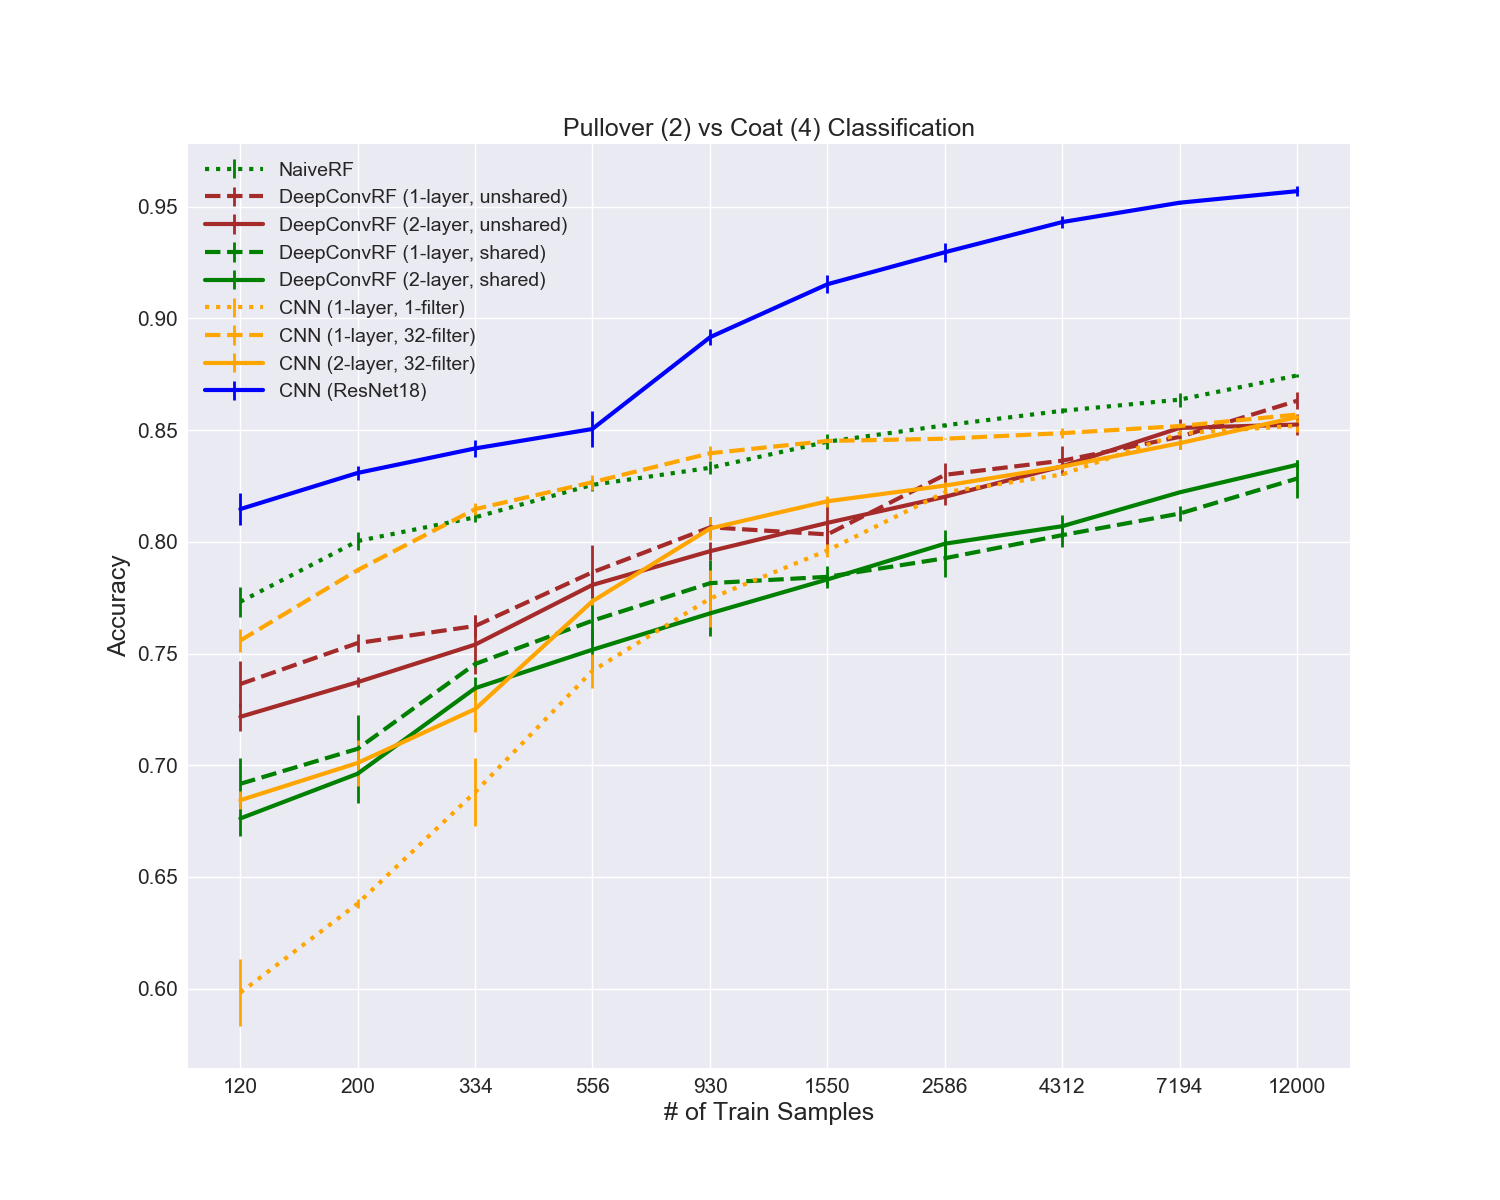 Pullover (2) vs Coat (4) Classification
NaiveRF
DeepConvRF (1-layer, unshared)
DeepConvRF (2-layer, unshared)
DeepConvRF (1-layer, shared)
DeepConvRF (2-layer, shared)
CNN (1-layer, 1-filter)
CNN (1-layer, 32-filter)
CNN (2-layer, 32-filter)
CNN (ResNet18)
0.95
0.90
0.85
0.80
0.75
0.70
0.65
0.60
Accuracy
120 200 334 556 930 1550 2586 4312 7194 12000
# of Train Samples